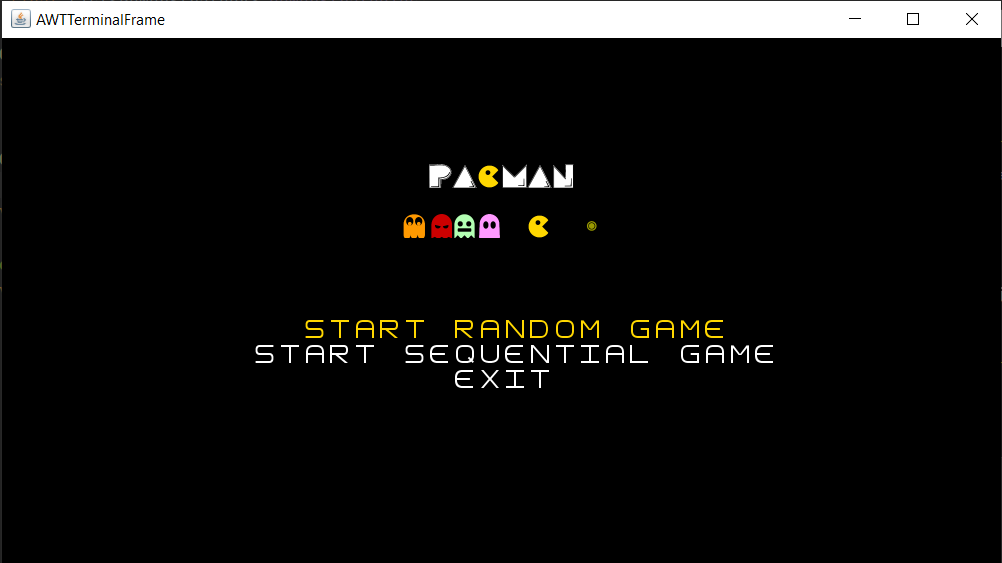 AWTTerminalFrame
PACMAN
START RANDOM GAME
START SEQUENTIAL GAME
EXIT